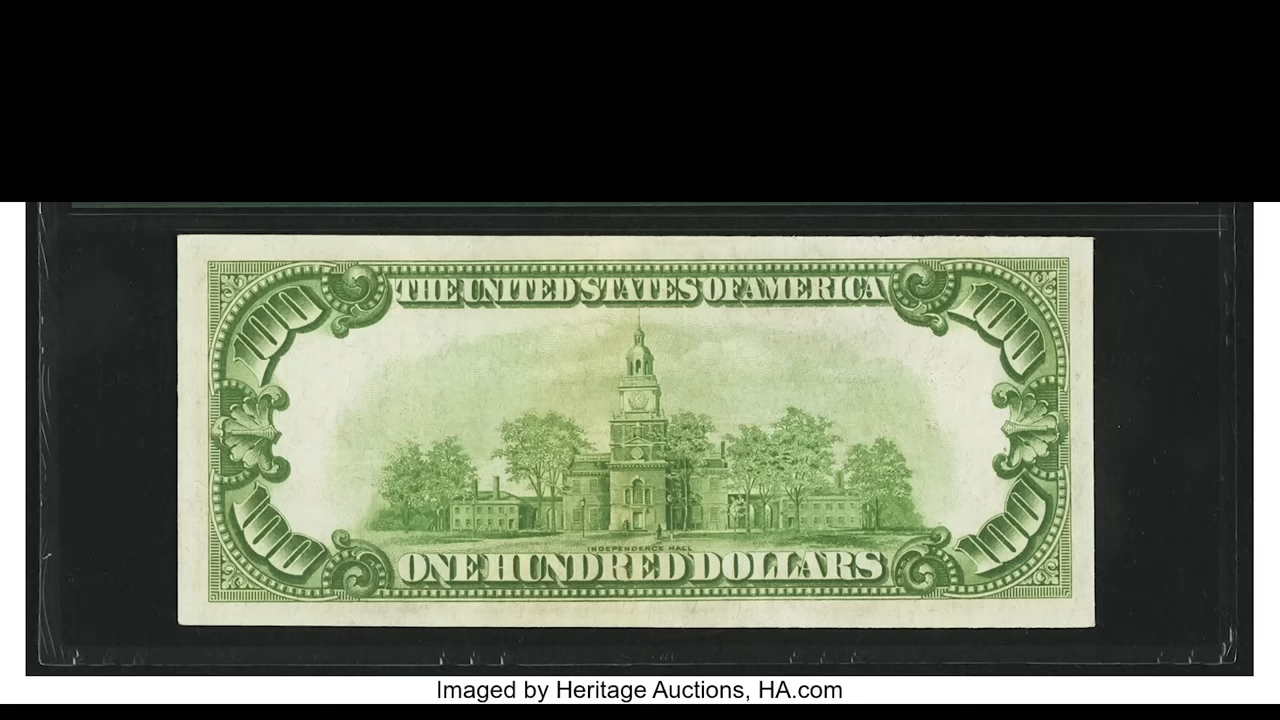 100 THE UNITED STATES OF AMERICA 100
INDEPENDENCE HALL
100 ONE HUNDRED DOLLARS 100
Imaged by Heritage Auctions, HA.com